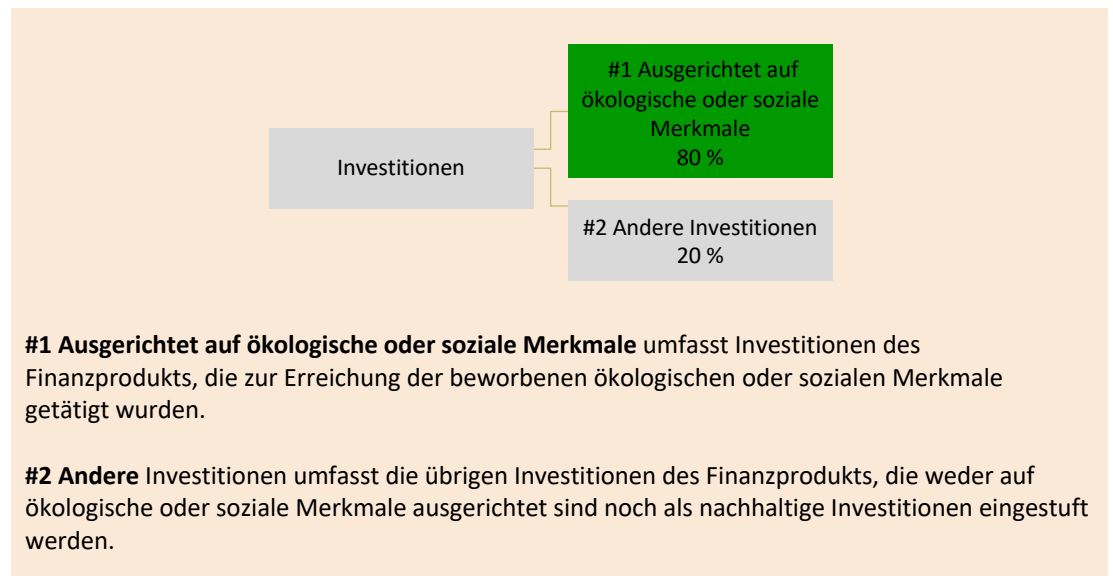 #1 Ausgerichtet auf
ökologische oder soziale
Merkmale
80 %
Investitionen
#2 Andere Investitionen
20 %
#1 Ausgerichtet auf ökologische oder soziale Merkmale umfasst Investitionen des
Finanzprodukts, die zur Erreichung der beworbenen ökologischen oder sozialen Merkmale
getätigt wurden.
#2 Andere Investitionen umfasst die übrigen Investitionen des Finanzprodukts, die weder auf
ökologische oder soziale Merkmale ausgerichtet sind noch als nachhaltige Investitionen eingestuft
werden.